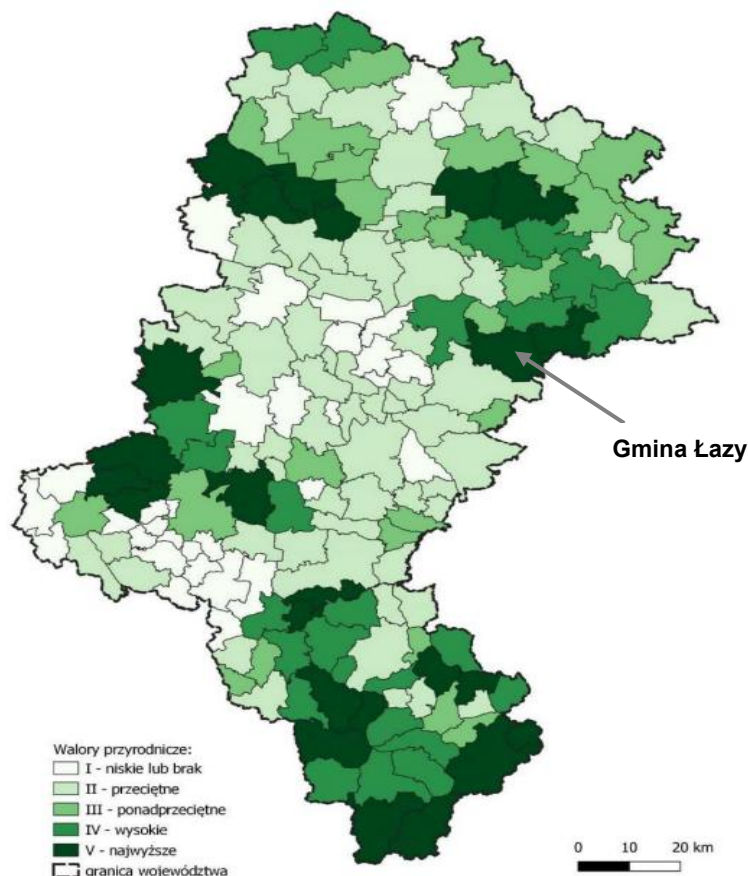 Gmina Łazy
Walory przyrodnicze:
I - niskie lub brak
II - przeciętne
III - ponadprzeciętne
IV - wysokie
V - najwyższe
granica województwa
0 10 20 km